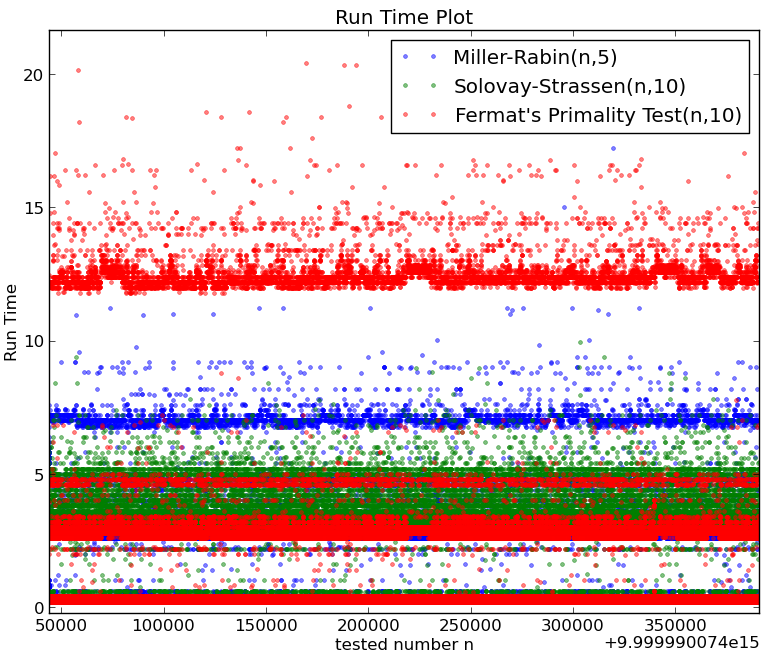 Run Time Plot
Miller-Rabin(n,5)
Solovay-Strassen(n,10)
Fermat's Primality Test(n,10)
20
15
10
5
0
Run Time
50000 100000 150000 200000 250000 300000 350000
tested number n
+9.999990074e15